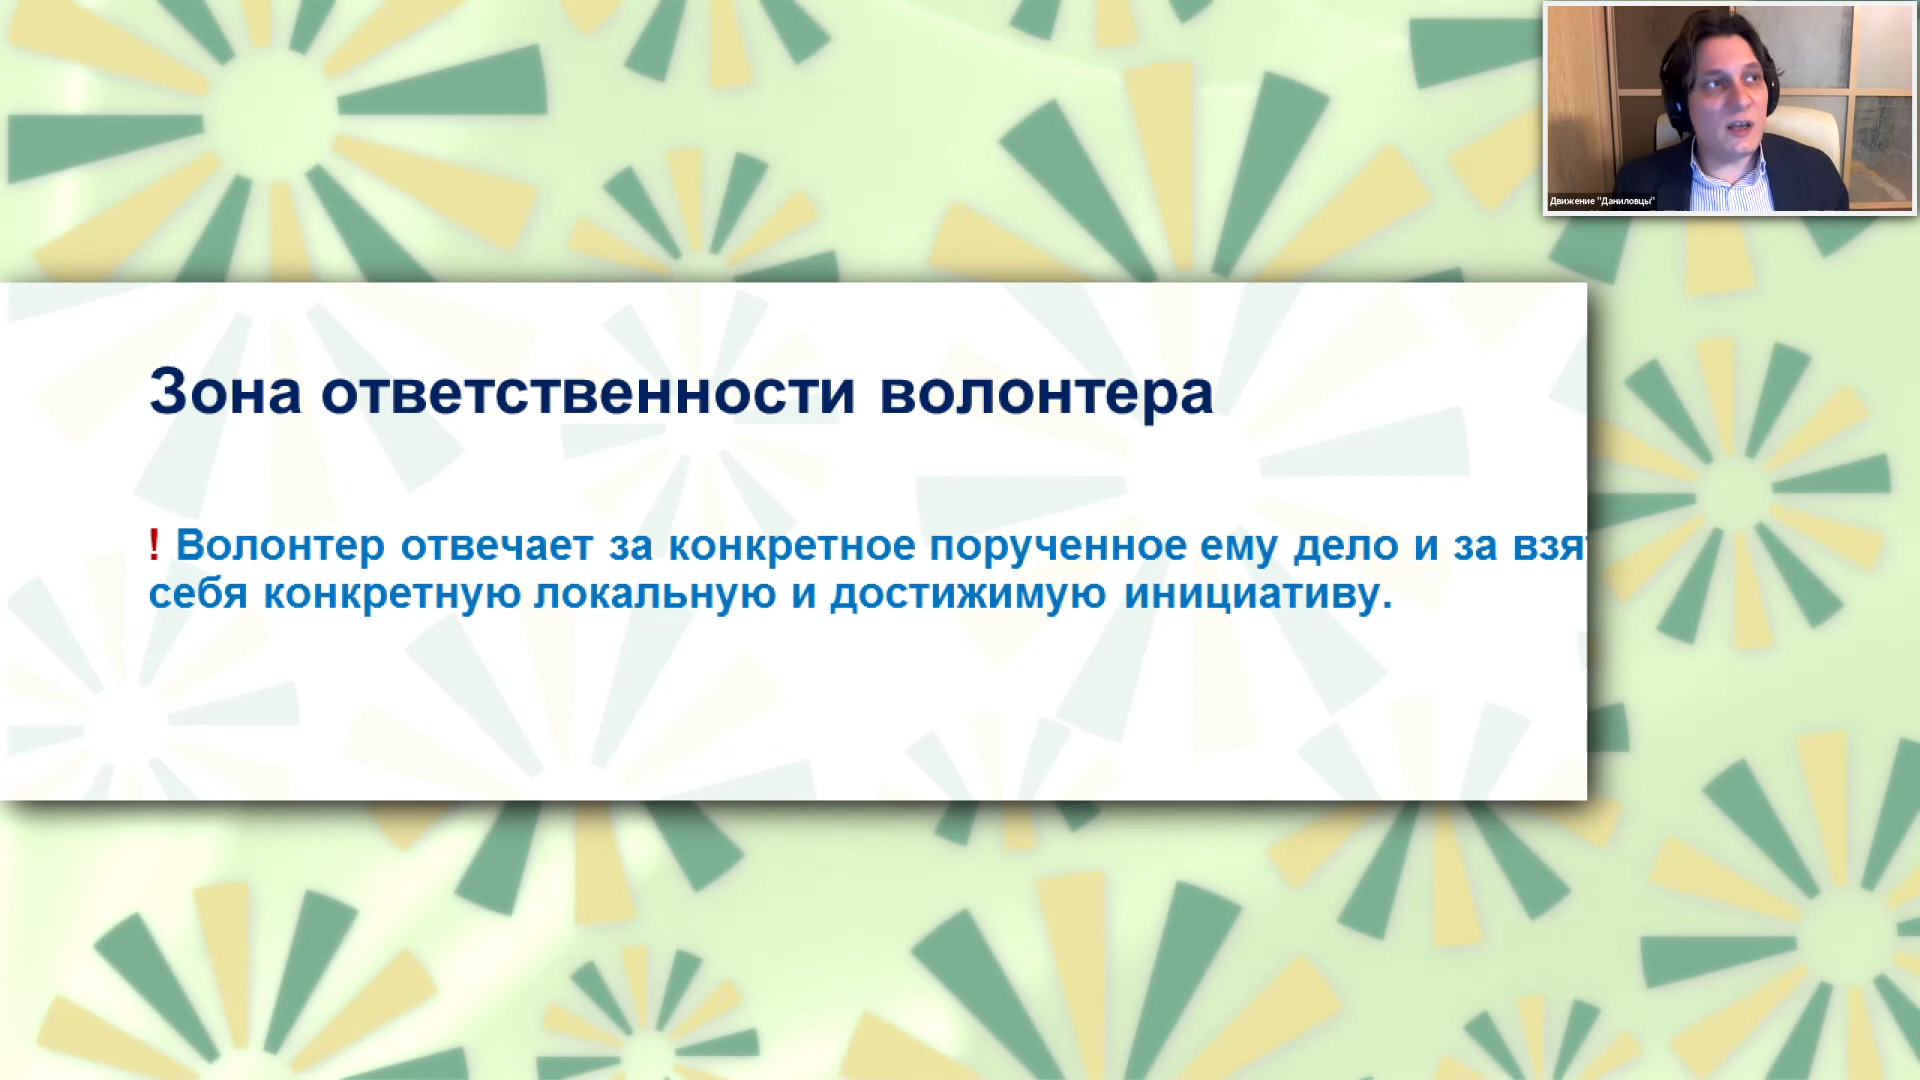 Движение "Даниловцы"
Зона ответственности волонтера
! Волонтер отвечает за конкретное порученное ему дело и за
себя конкретную локальную и достижимую инициативу.